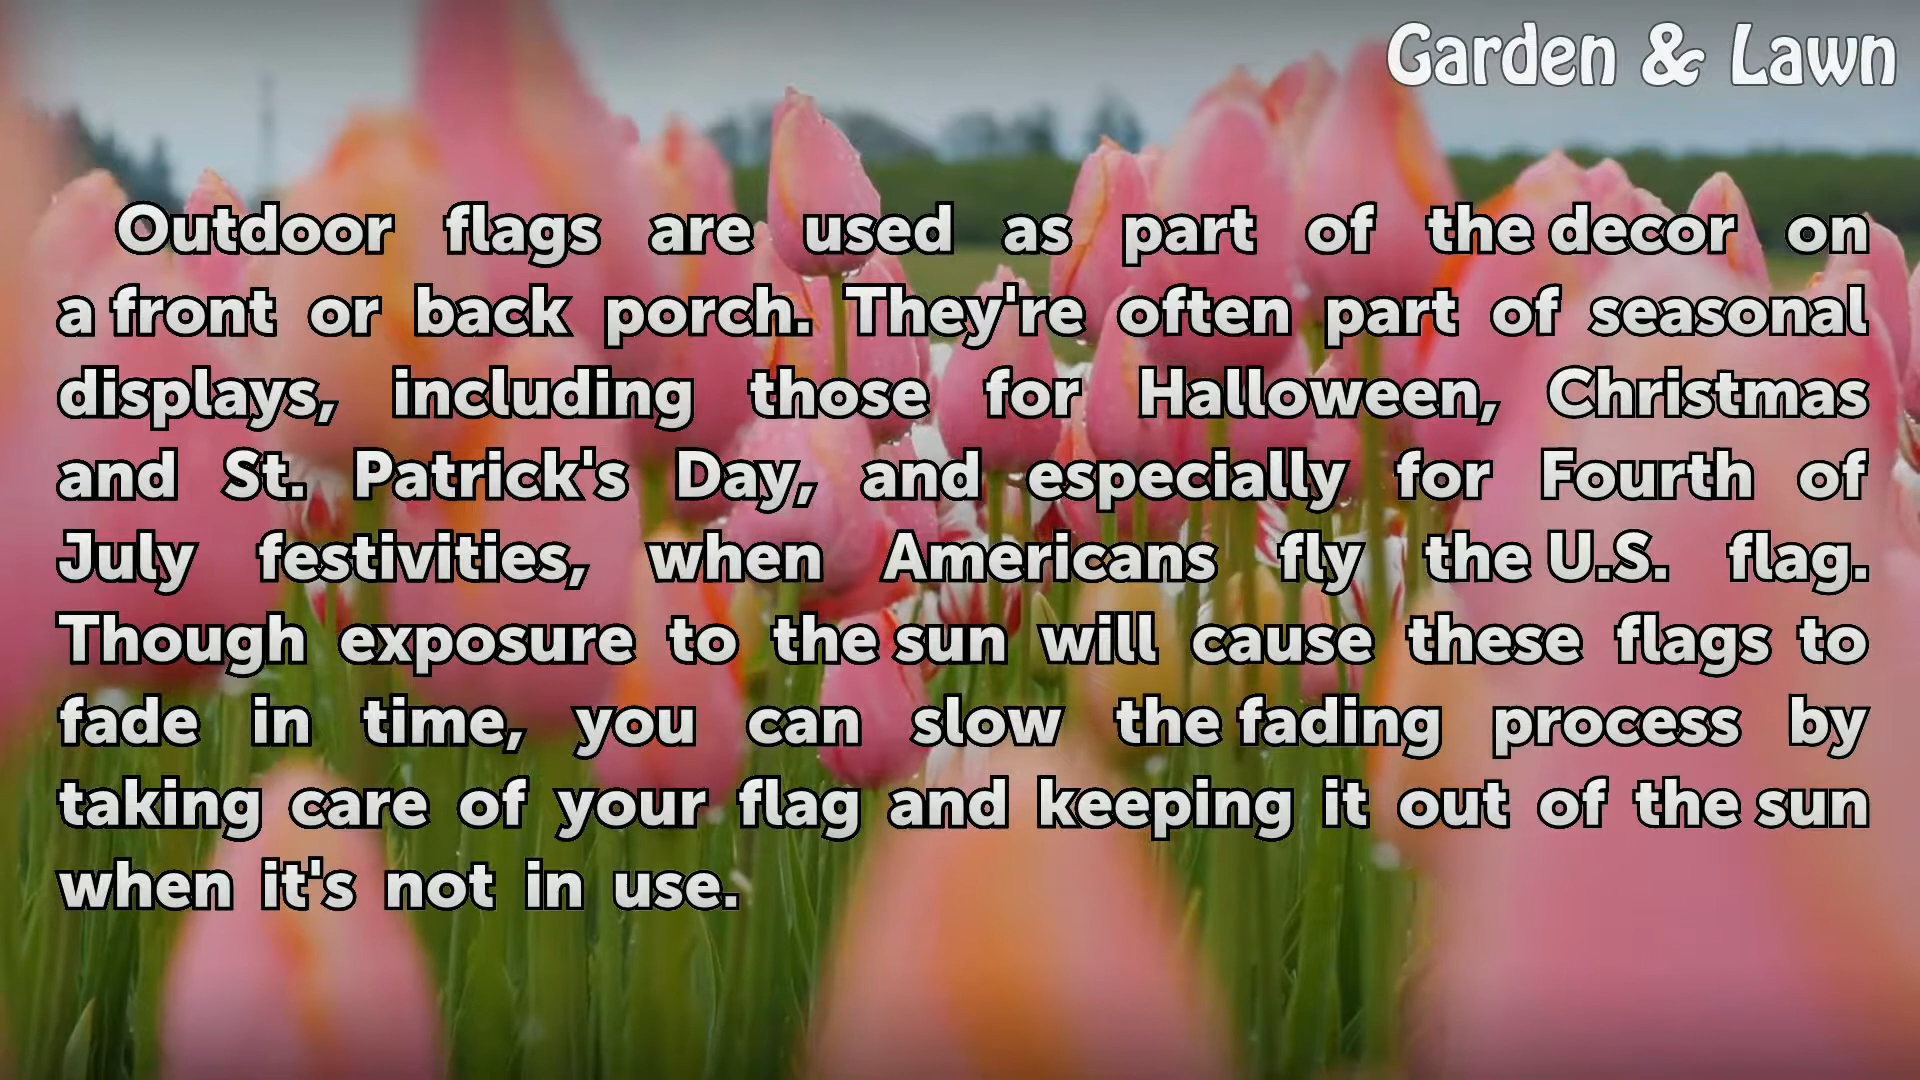 Garden & Lawn
Outdoor flags are used as part of the decor on
a front or back porch. They're often part of seasonal
displays, including those for Halloween, Christmas
and St. Patrick's Day, and especially for Fourth of
July festivities, when Americans fly the U.S. flag.
Though exposure to the sun will cause these flags to
fade in time, you can slow the fading process by
taking care of your flag and keeping it out of the sun
when it's not in use.